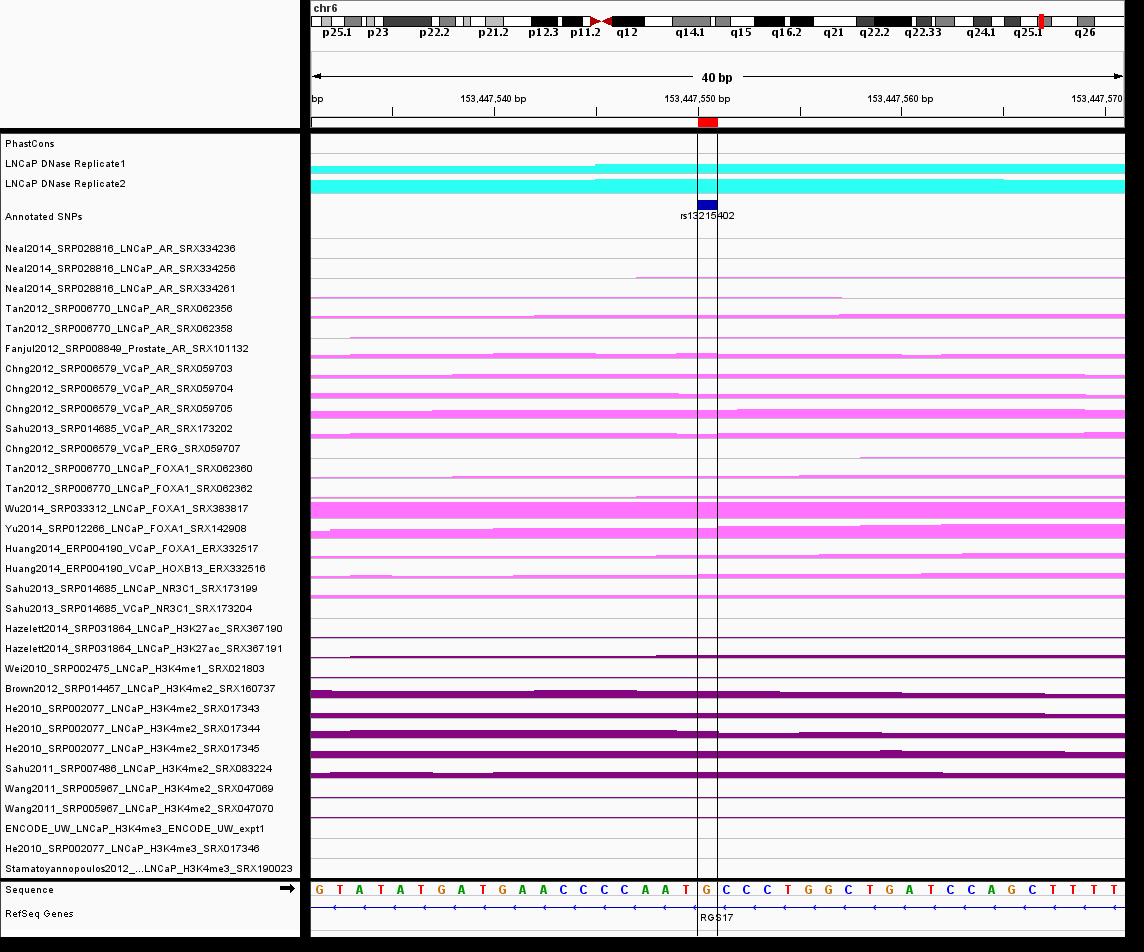 chr6
p25.1 p23 p22.2 p21.2 p12.3 p11.2 q12 q14.1 q15 q16.2 q21 q22.2 q22.33 q24.1 q25.1 q26
40 bp
bp 153,447,540 bp 153,447,550 bp 153,447,560 bp 153,447,570
PhastCons
LNCaP DNase Replicate1
LNCaP DNase Replicate2
Annotated SNPs
rs13215402
Neal2014_SRP028816_LNCaP_AR_SRX334236
Neal2014_SRP028816_LNCaP_AR_SRX334256
Neal2014_SRP028816_LNCaP_AR_SRX334261
Tan2012_SRP006770_LNCaP_AR_SRX062356
Tan2012_SRP006770_LNCaP_AR_SRX062358
Fanjul2012_SRP008849_Prostate_AR_SRX101132
Chng2012_SRP006579_VCaP_AR_SRX059703
Chng2012_SRP006579_VCaP_AR_SRX059704
Chng2012_SRP006579_VCaP_AR_SRX059705
Sahu2013_SRP014685_VCaP_AR_SRX173202
Chng2012_SRP006579_VCaP_ERG_SRX059707
Tan2012_SRP006770_LNCaP_FOXA1_SRX062360
Tan2012_SRP006770_LNCaP_FOXA1_SRX062362
Wu2014_SRP033312_LNCaP_FOXA1_SRX383817
Yu2014_SRP012266_LNCaP_FOXA1_SRX142908
Huang2014_ERP004190_VCaP_FOXA1_ERX332517
Huang2014_ERP004190_VCaP_HOXB13_ERX332516
Sahu2013_SRP014685_LNCaP_NR3C1_SRX173199
Sahu2013_SRP014685_VCaP_NR3C1_SRX173204
Hazelett2014_SRP031864_LNCaP_H3K27ac_SRX367190
Hazelett2014_SRP031864_LNCaP_H3K27ac_SRX367191
Wei2010_SRP002475_LNCaP_H3K4me1_SRX021803
Brown2012_SRP014457_LNCaP_H3K4me2_SRX160737
He2010_SRP002077_LNCaP_H3K4me2_SRX017343
He2010_SRP002077_LNCaP_H3K4me2_SRX017344
He2010_SRP002077_LNCaP_H3K4me2_SRX017345
Sahu2011_SRP007486_LNCaP_H3K4me2_SRX083224
Wang2011_SRP005967_LNCaP_H3K4me2_SRX047069
Wang2011_SRP005967_LNCaP_H3K4me2_SRX047070
ENCODE_UW_LNCaP_H3K4me3_ENCODE_UW_expt1
He2010_SRP002077_LNCaP_H3K4me3_SRX017346
Stamatoyannopoulos2012_..._LNCaP_H3K4me3_SRX190023
Sequence G T A T A T G A T G A A C C C C A A T G C C C T G G C T G A T C C A G C T T T T
RefSeq Genes
RGS17